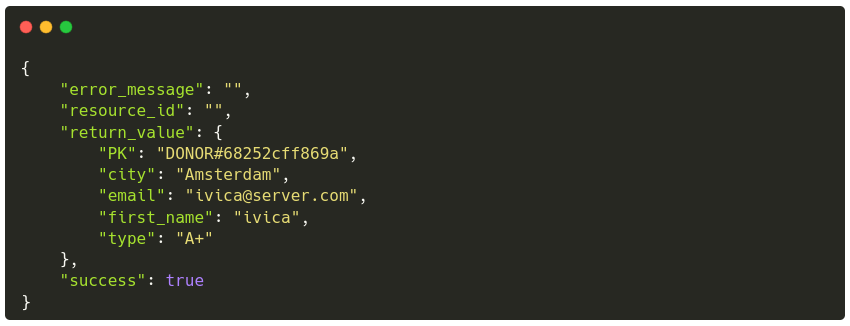 {
    "error_message": "",
    "resource_id": "",
    "return_value": {
        "PK": "DONOR#68252cff869a",
        "city": "Amsterdam",
        "email": "ivica@server.com",
        "first_name": "ivica",
        "type": "A+"
    },
    "success": true
}